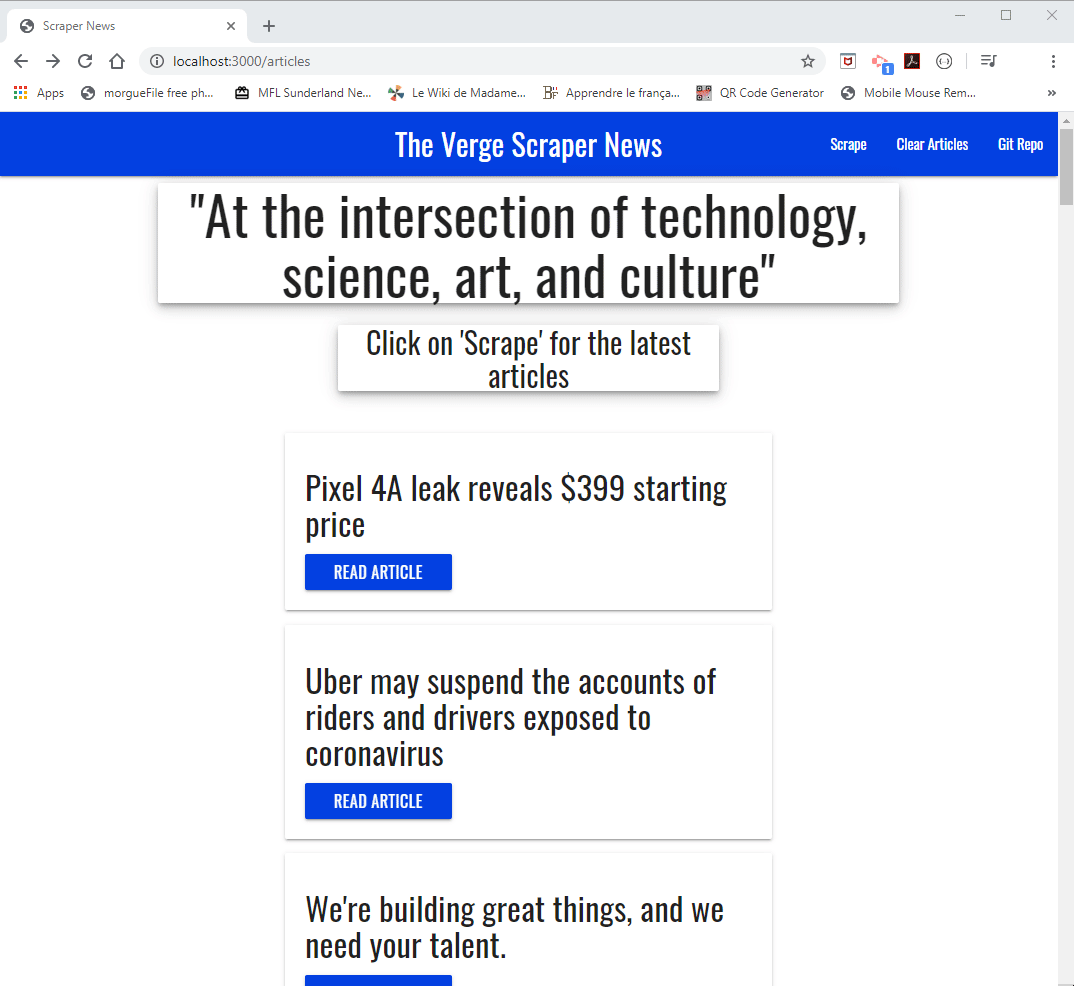 Scraper News
localhost:3000/articles
1
Apps morgueFile free ph... MFL Sunderland Ne... Le Wiki de Madame... Apprendre le frança... QR Code Generator Mobile Mouse Rem... »
The Verge Scraper News Scrape Clear Articles Git Repo
"At the intersection of technology,
science, art, and culture"
Click on 'Scrape' for the latest
articles
Pixel 4A leak reveals $399 starting
price
READ ARTICLE
Uber may suspend the accounts of
riders and drivers exposed to
coronavirus
READ ARTICLE
We're building great things, and we
need your talent.